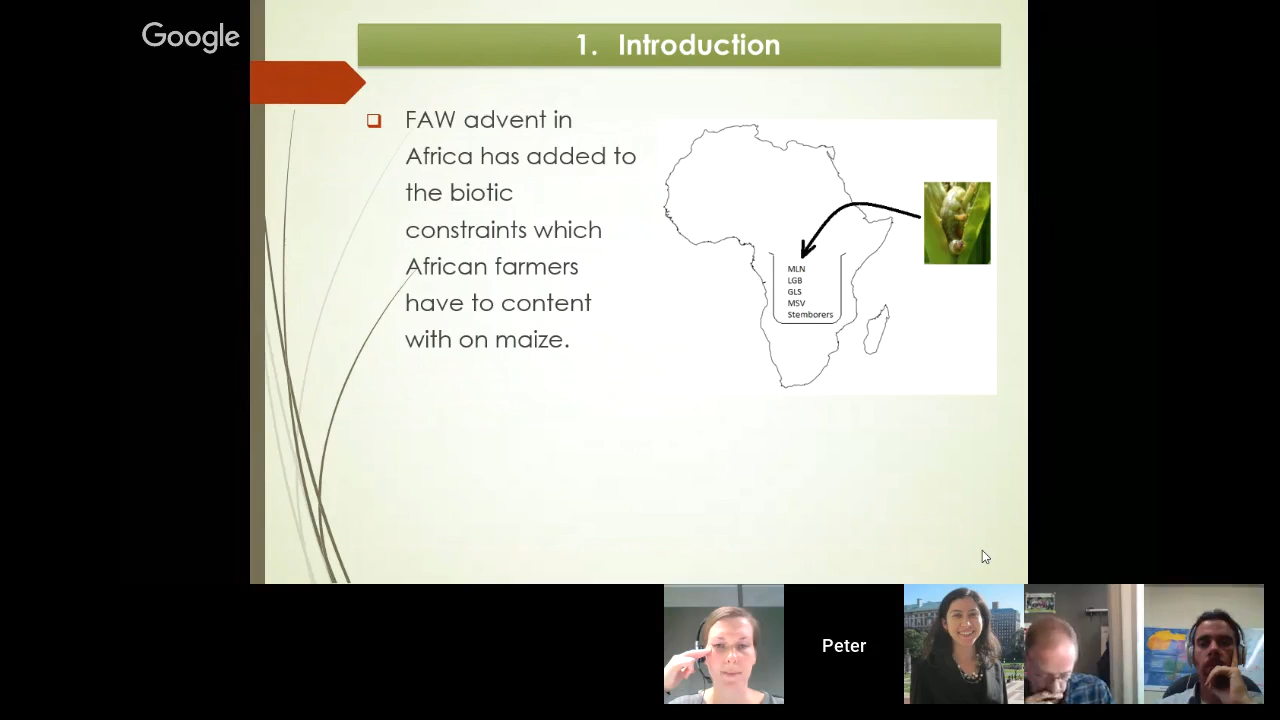 Google
1. Introduction
FAW advent in
Africa has added to
the biotic
constraints which
African farmers
have to content
with on maize.
MLN
LGB
GLS
MSV
Stemborers
Peter